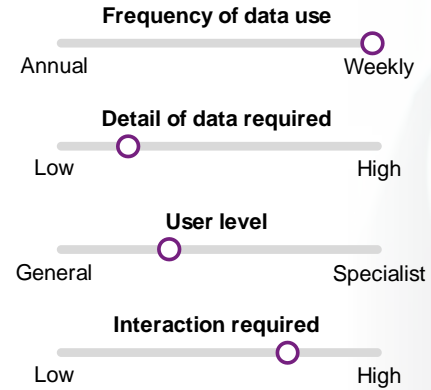 Frequency of data use
Annual Weekly
Detail of data required
Low High
User level
General Specialist
Interaction required
Low High